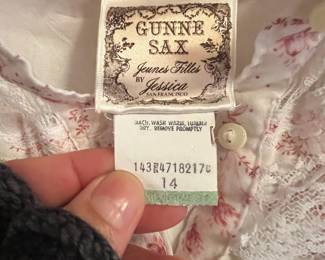 GUNNE
SAX
Jeunes Filles
BY
Jessica
SAN FRANCISCO
MACH. WASH WARM, TUMBLE
DRY. REMOVE PROMPTLY
14